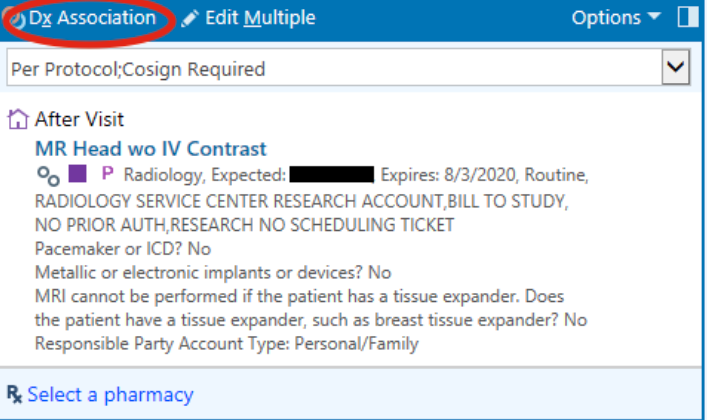 Dx Association Edit Multiple Options
Per Protocol;Cosign Required
After Visit
MR Head wo IV Contrast
P Radiology, Expected: Expires: 8/3/2020, Routine,
RADIOLOGY SERVICE CENTER RESEARCH ACCOUNT,BILL TO STUDY,
NO PRIOR AUTH,RESEARCH NO SCHEDULING TICKET
Pacemaker or ICD? No
Metallic or electronic implants or devices? No
MRI cannot be performed if the patient has a tissue expander. Does
the patient have a tissue expander, such as breast tissue expander? No
Responsible Party Account Type: Personal/Family
Rx Select a pharmacy